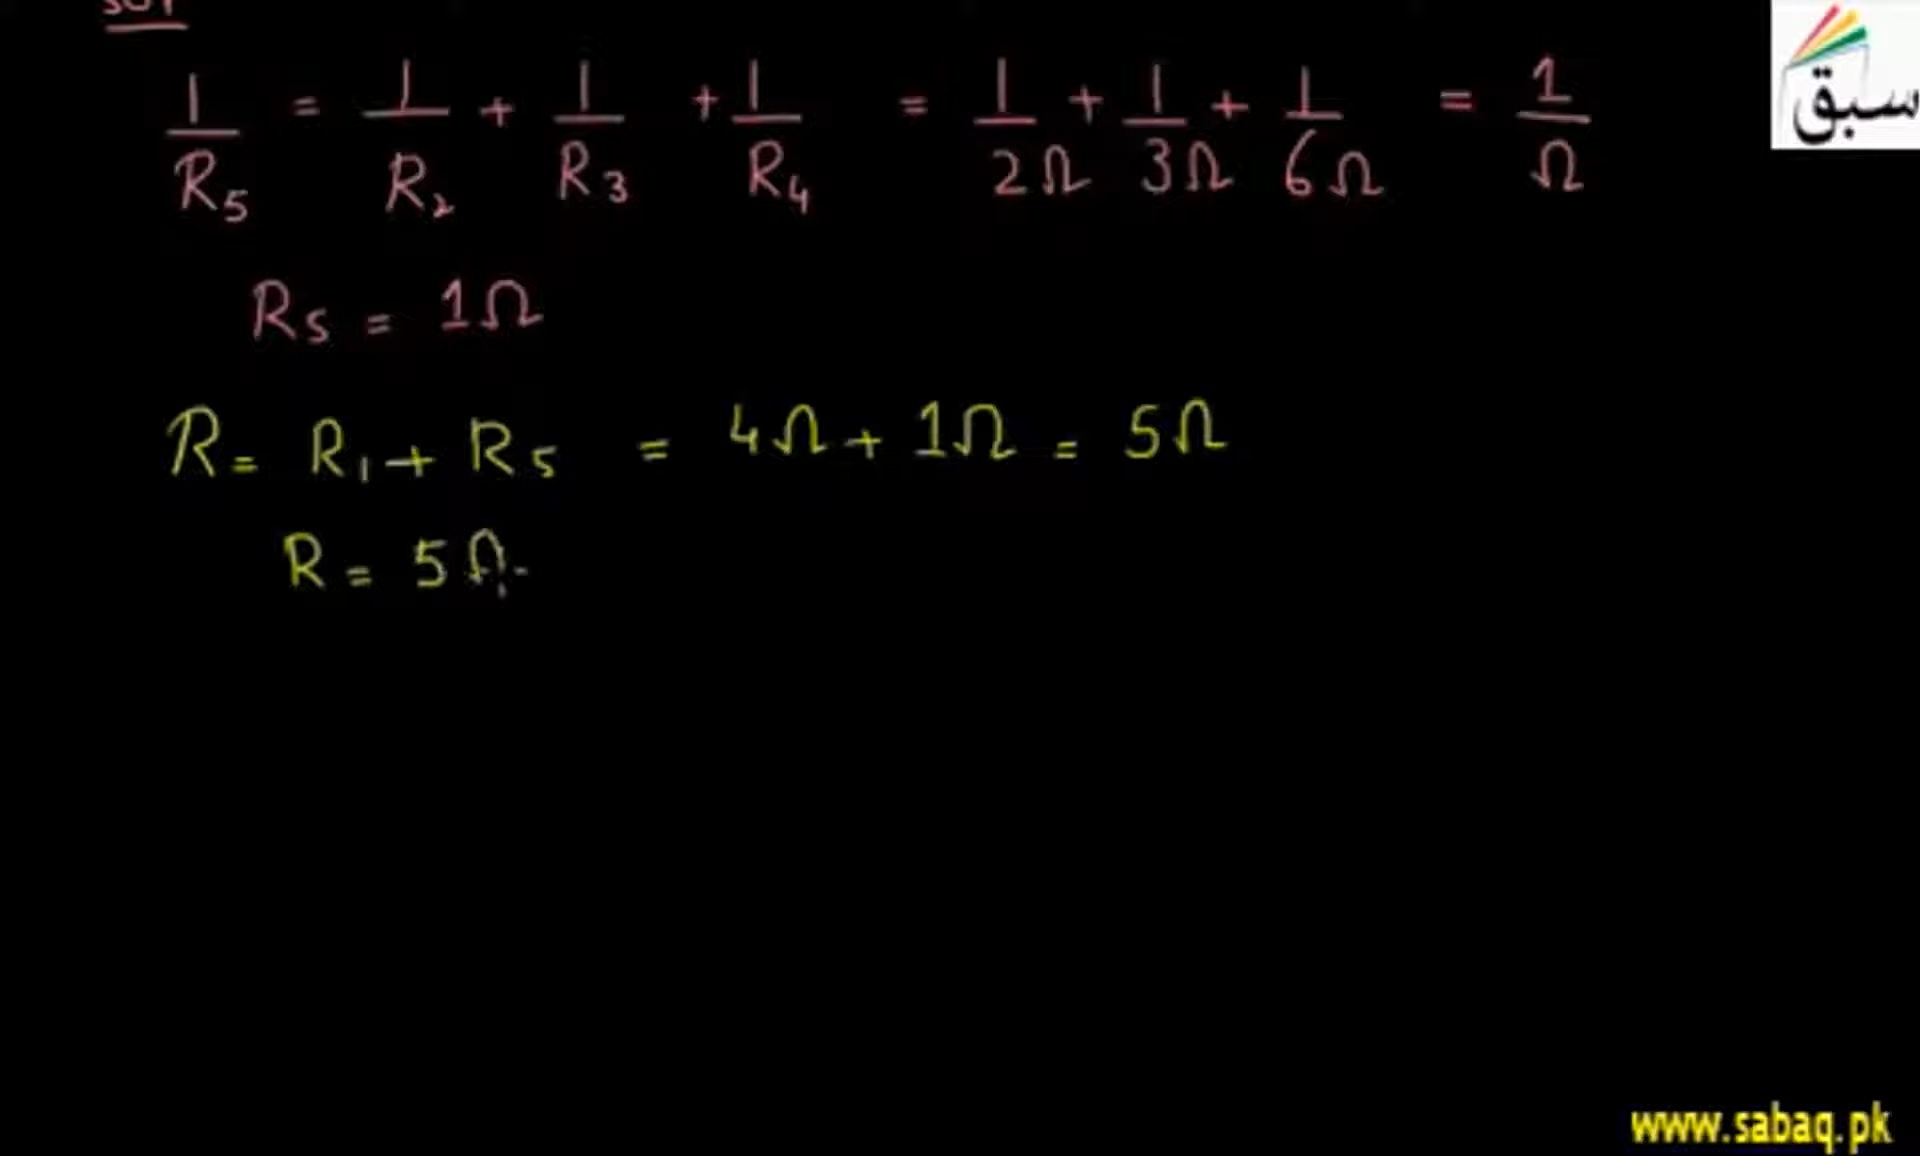 Sol
سبق
1/R5 = 1/R2 + 1/R3 + 1/R4 = 1/2Ω + 1/3Ω + 1/6Ω = 1/Ω
R5 = 1Ω
R = R1 + R5 = 4Ω + 1Ω = 5Ω
R = 5Ω
www.sabaq.pk